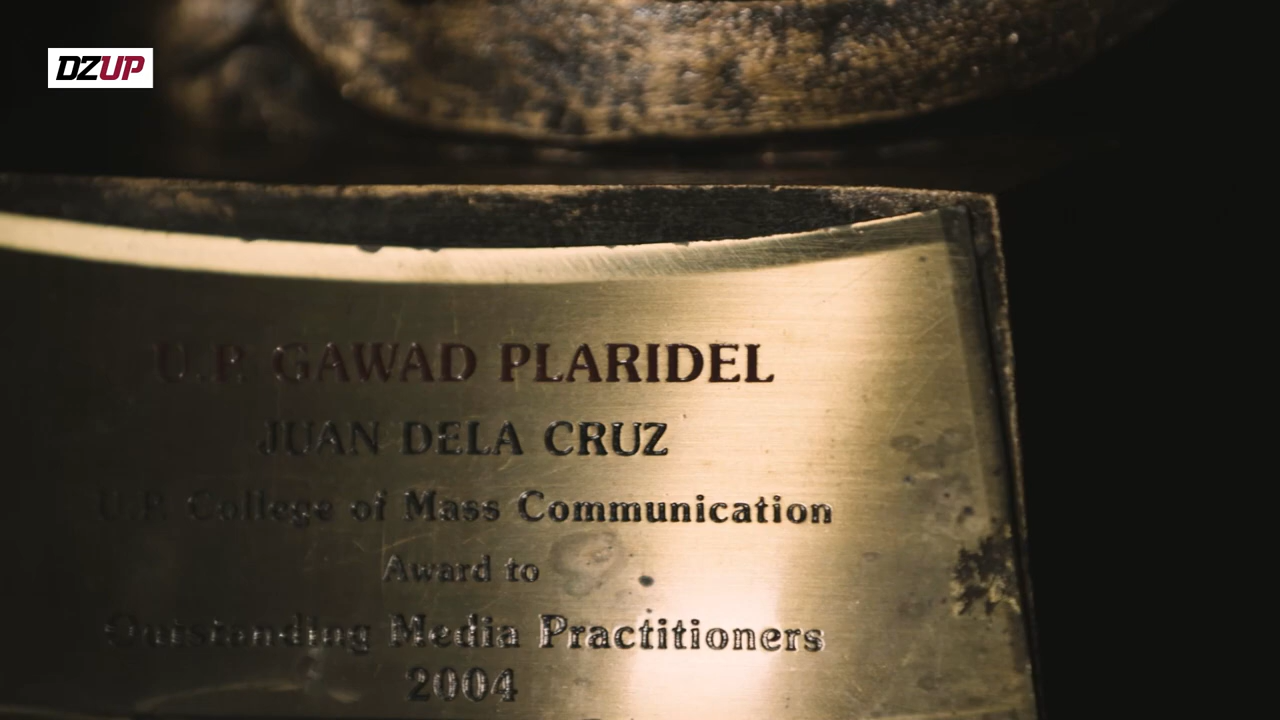 DZUP
U.P. GAWAD PLARIDEL
JUAN DELA CRUZ
U.P. College of Mass Communication
Award to
Outstanding Media Practitioners
2004